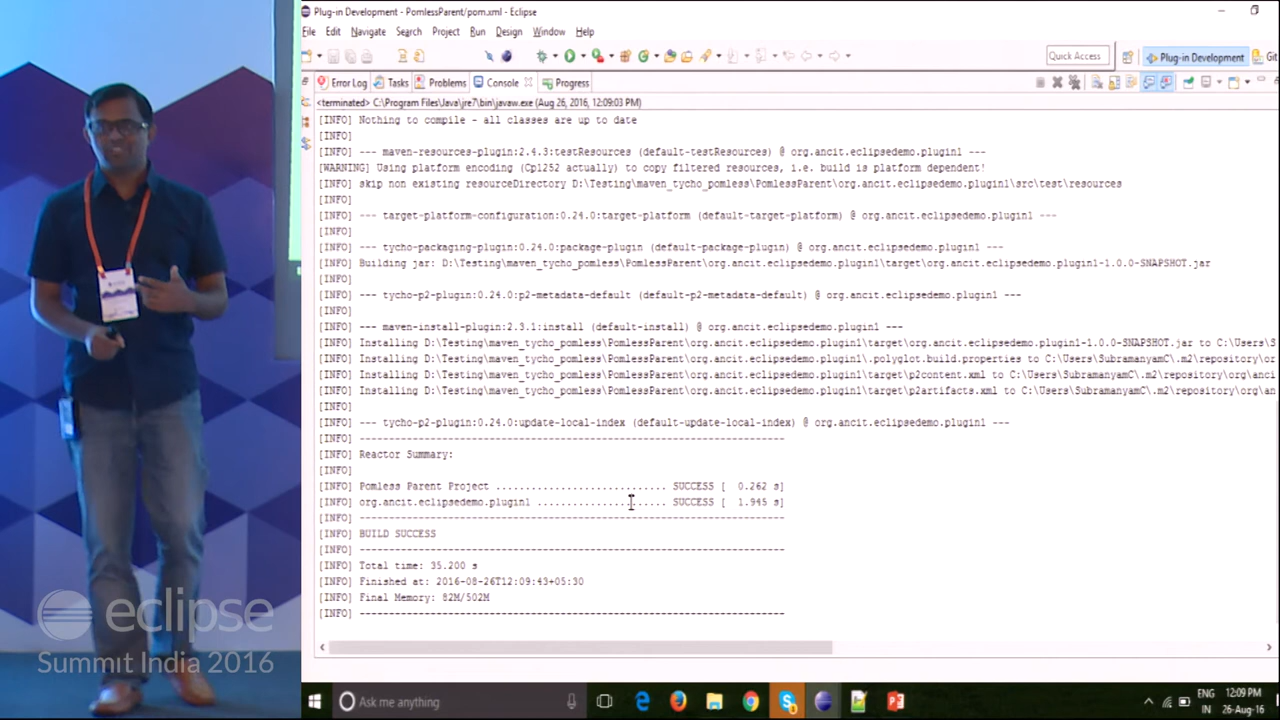 Plug-in Development - PomlessParent/pom.xml - Eclipse
File Edit Navigate Search Project Run Design Window Help
Quick Access
Plug-in Development
Git
Error Log Tasks Problems Console Progress
<terminated> C:\Program Files\Java\jre7\bin\javaw.exe (Aug 26, 2016, 12:09:03 PM)
[INFO] Nothing to compile - all classes are up to date
[INFO]
[INFO] --- maven-resources-plugin:2.4.3:testResources (default-testResources) @ org.ancit.eclipsedemo.plugin1 ---
[WARNING] Using platform encoding (Cp1252 actually) to copy filtered resources, i.e. build is platform dependent!
[INFO] skip non existing resourceDirectory D:\Testing\maven_tycho_pomless\PomlessParent\org.ancit.eclipsedemo.plugin1\src\test\resources
[INFO]
[INFO] --- target-platform-configuration:0.24.0:target-platform (default-target-platform) @ org.ancit.eclipsedemo.plugin1 ---
[INFO]
[INFO] --- tycho-packaging-plugin:0.24.0:package-plugin (default-package-plugin) @ org.ancit.eclipsedemo.plugin1 ---
[INFO] Building jar: D:\Testing\maven_tycho_pomless\PomlessParent\org.ancit.eclipsedemo.plugin1\target\org.ancit.eclipsedemo.plugin1-1.0.0-SNAPSHOT.jar
[INFO]
[INFO] --- tycho-p2-plugin:0.24.0:p2-metadata-default (default-p2-metadata-default) @ org.ancit.eclipsedemo.plugin1 ---
[INFO]
[INFO] --- maven-install-plugin:2.3.1:install (default-install) @ org.ancit.eclipsedemo.plugin1 ---
[INFO] Installing D:\Testing\maven_tycho_pomless\PomlessParent\org.ancit.eclipsedemo.plugin1\target\org.ancit.eclipsedemo.plugin1-1.0.0-SNAPSHOT.jar to C:\Users\S
[INFO] Installing D:\Testing\maven_tycho_pomless\PomlessParent\org.ancit.eclipsedemo.plugin1\.polyglot.build.properties to C:\Users\SubramanyamC\.m2\repository\or
[INFO] Installing D:\Testing\maven_tycho_pomless\PomlessParent\org.ancit.eclipsedemo.plugin1\target\p2content.xml to C:\Users\SubramanyamC\.m2\repository\org\anci
[INFO] Installing D:\Testing\maven_tycho_pomless\PomlessParent\org.ancit.eclipsedemo.plugin1\target\p2artifacts.xml to C:\Users\SubramanyamC\.m2\repository\org\an
[INFO]
[INFO] --- tycho-p2-plugin:0.24.0:update-local-index (default-update-local-index) @ org.ancit.eclipsedemo.plugin1 ---
[INFO] ------------------------------------------------------------------------
[INFO] Reactor Summary:
[INFO]
[INFO] Pomless Parent Project ............................. SUCCESS [ 0.262 s]
[INFO] org.ancit.eclipsedemo.plugin1 ...................... SUCCESS [ 1.945 s]
[INFO] ------------------------------------------------------------------------
[INFO] BUILD SUCCESS
[INFO] ------------------------------------------------------------------------
[INFO] Total time: 35.200 s
[INFO] Finished at: 2016-08-26T12:09:43+05:30
[INFO] Final Memory: 82M/502M
[INFO] ------------------------------------------------------------------------
eclipse
Summit India 2016
Ask me anything
ENG
IN
12:09 PM
26-Aug-16